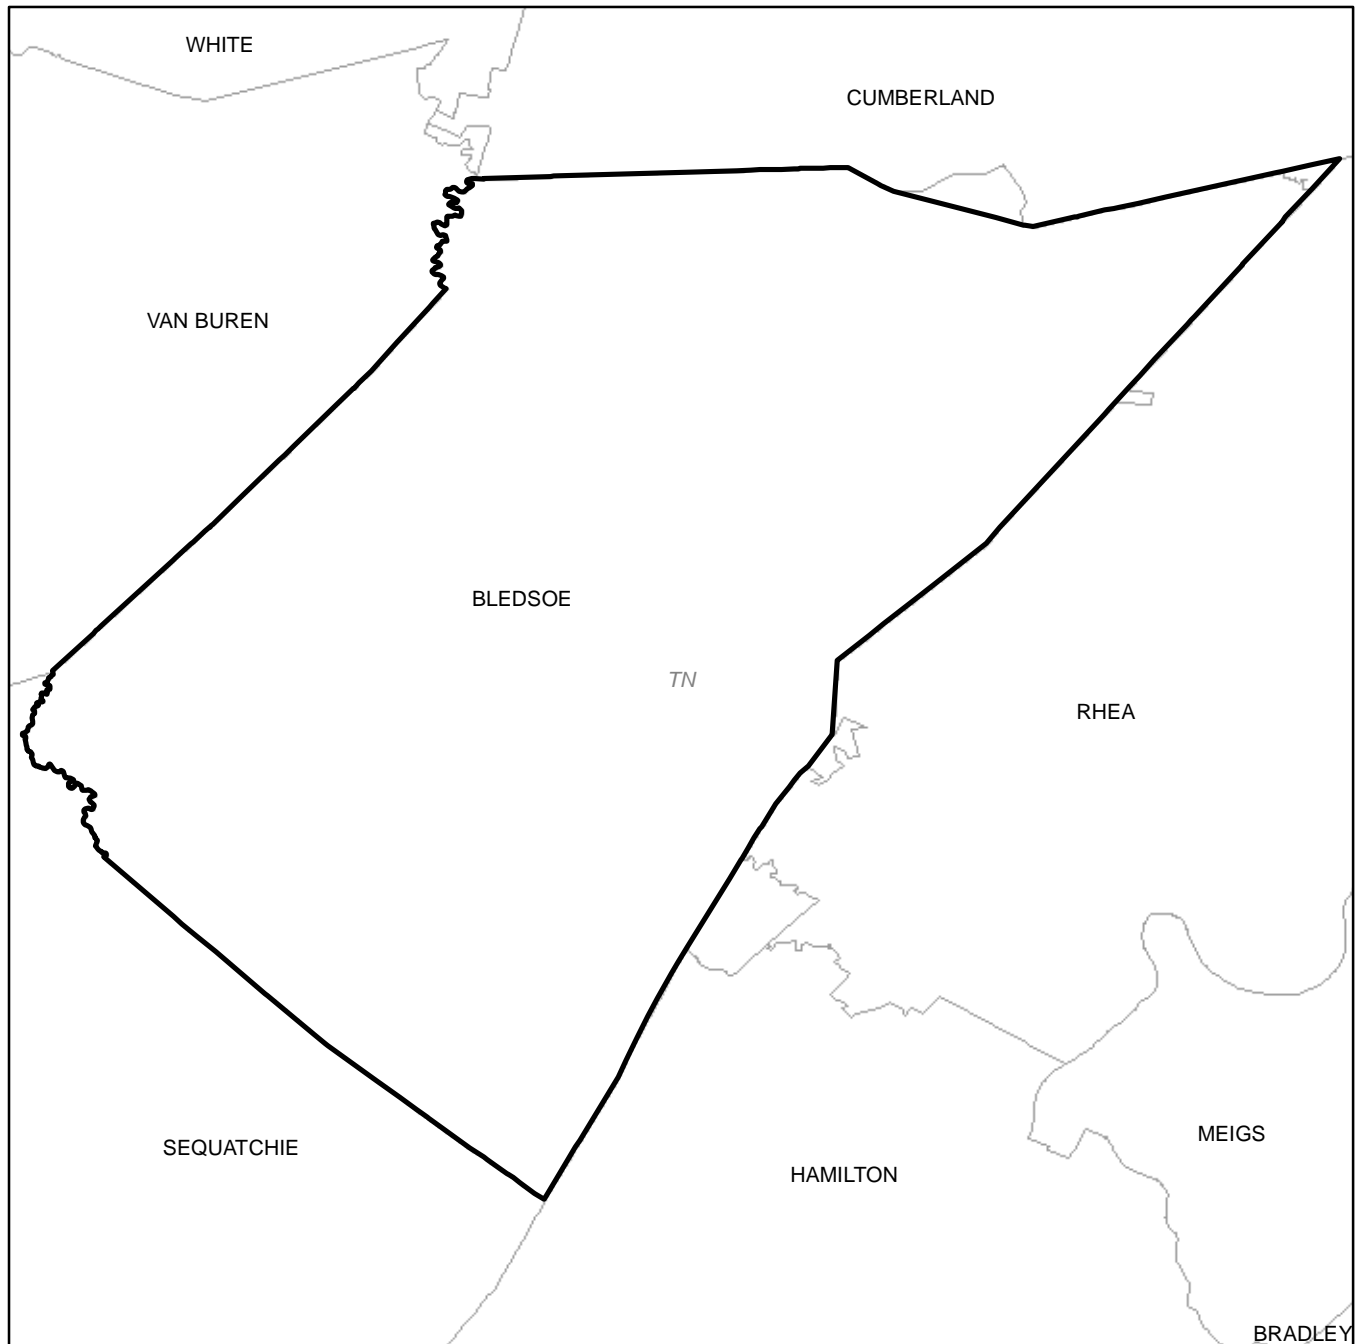 WHITE
CUMBERLAND
VAN BUREN
BLEDSOE
TN
RHEA
MEIGS
SEQUATCHIE
HAMILTON
BRADLEY